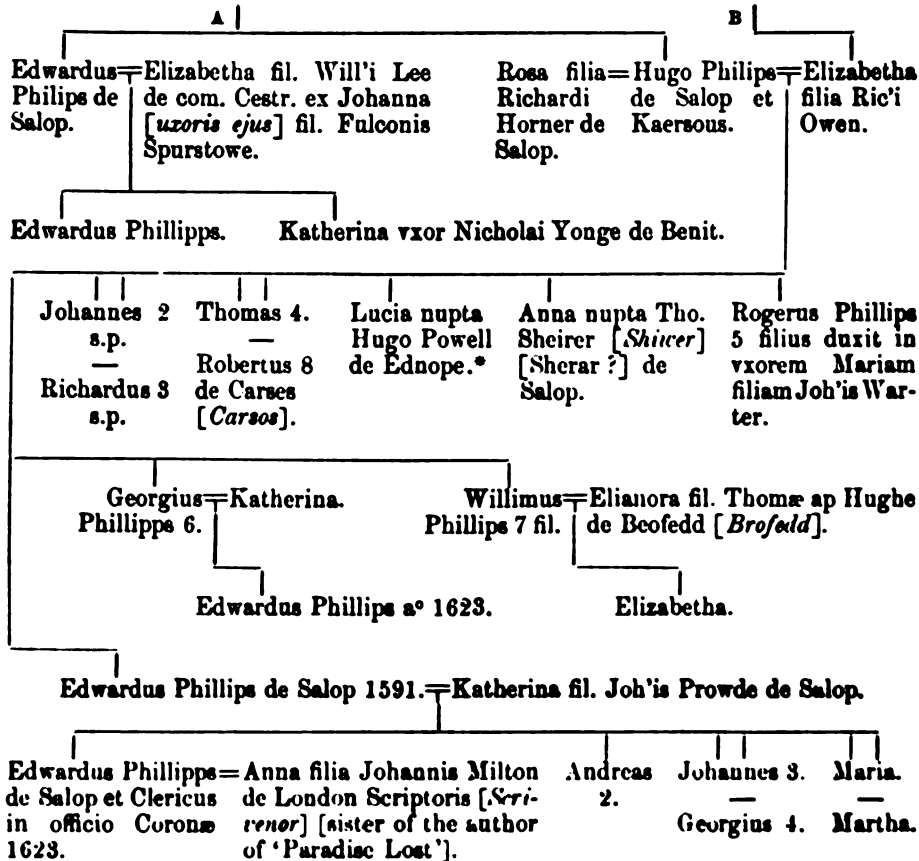 A B
Edwardus = Elizabetha fil. Will'i Lee
Philips de de com. Cestr. ex Johanna
Salop. [uxoris ejus] fil. Fulconis
Spurstowe.
Rosa filia = Hugo Philips = Elizabetha
Richardi de Salop et filia Ric'i
Horner de Kaersous. Owen.
Salop.
Edwardus Phillipps. Katherina vxor Nicholai Yonge de Benit.
Johannes 2
s.p.
—
Richardus 3
s.p.
Thomas 4.
—
Robertus 8
de Carses
[Carsos].
Lucia nupta
Hugo Powell
de Ednope.*
Anna nupta Tho.
Sheirer [Shiwer]
[Sherar ?] de
Salop.
Rogerus Phillips
5 filius duxit in
vxorem Mariam
filiam Joh'is War-
ter.
Georgius = Katherina.
Phillipps 6.
Willimus = Elianora fil. Thomæ ap Hughe
Phillips 7 fil. de Beofedd [Brofedd].
Edwardus Phillips aº 1623. Elizabetha.
Edwardus Phillips de Salop 1591. = Katherina fil. Joh'is Prowde de Salop.
Edwardus Phillipps =
de Salop et Clericus
in officio Coronæ
1623.
Anna filia Johannis Milton
de London Scriptoris [Scri-
venor] [sister of the author
of 'Paradise Lost'].
Andreas
2.
Johannes 3.
—
Georgius 4.
Maria.
—
Martha.